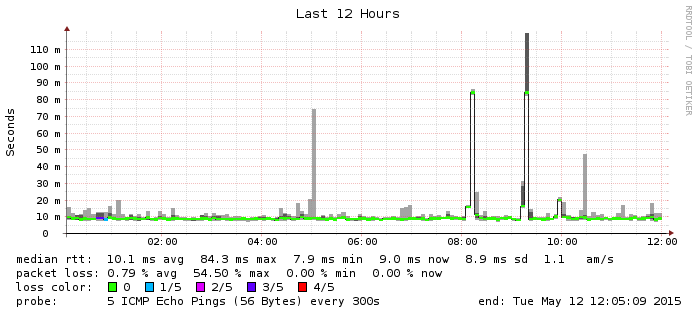 Last 12 Hours
RRDTOOL / TOBI OETIKER
Seconds
110 m
100 m
90 m
80 m
70 m
60 m
50 m
40 m
30 m
20 m
10 m
0
02:00 04:00 06:00 08:00 10:00 12:00
median rtt: 10.1 ms avg 84.3 ms max 7.9 ms min 9.0 ms now 8.9 ms sd 1.1 am/s
packet loss: 0.79 % avg 54.50 % max 0.00 % min 0.00 % now
loss color: 0 1/5 2/5 3/5 4/5
probe: 5 ICMP Echo Pings (56 Bytes) every 300s end: Tue May 12 12:05:09 2015